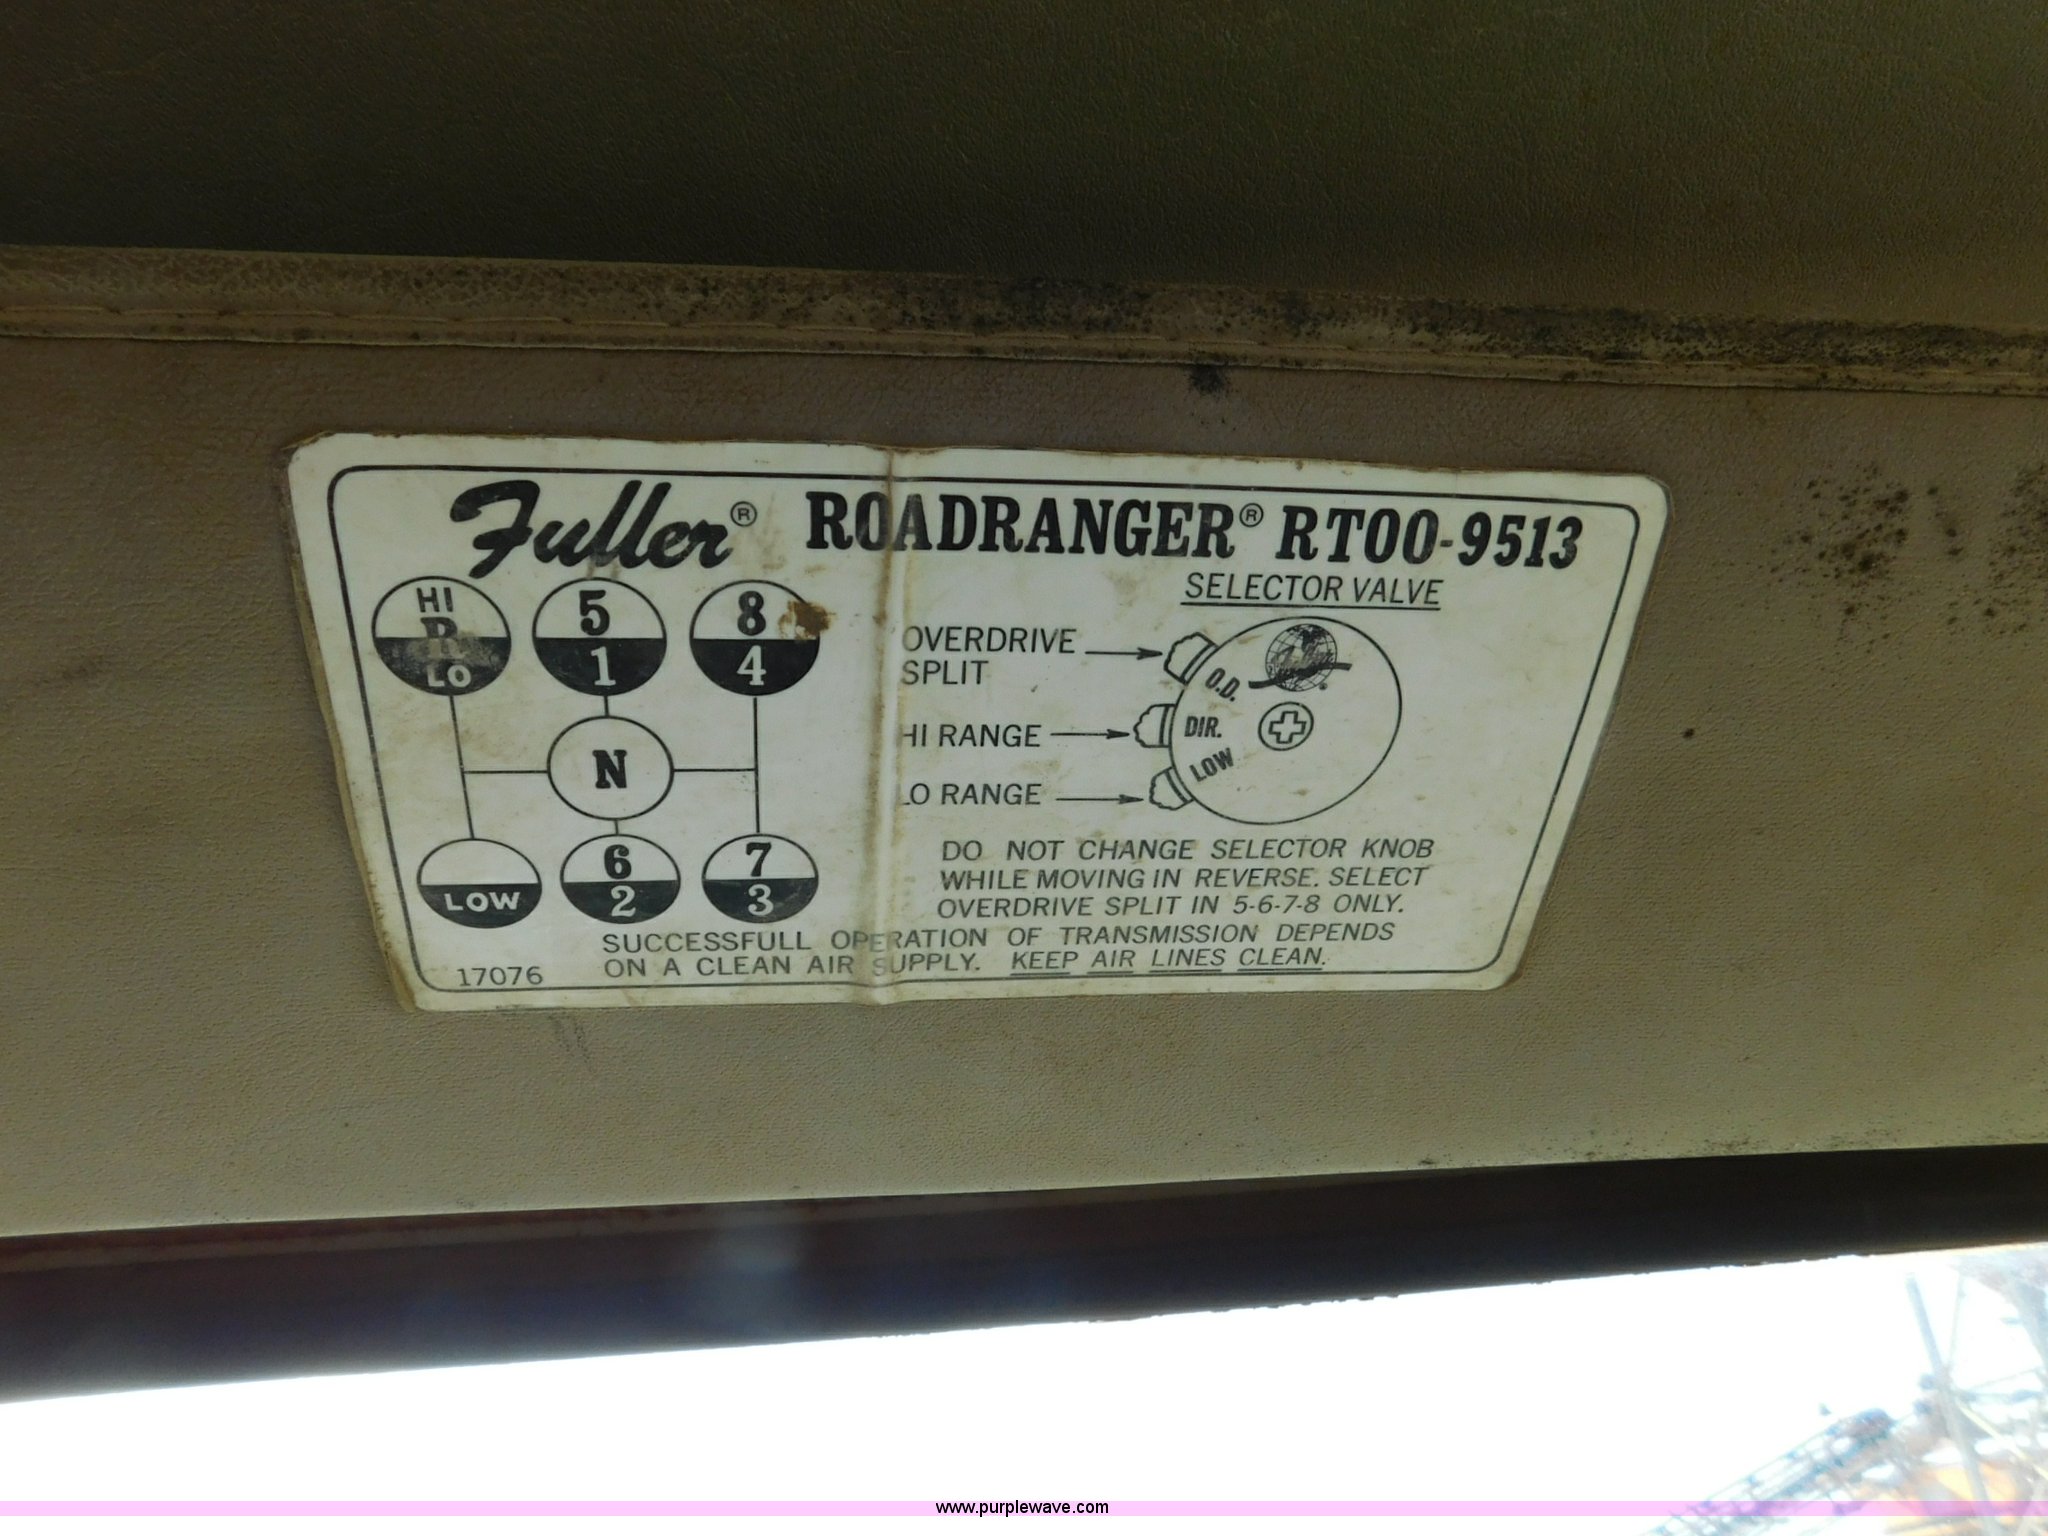 Fuller® ROADRANGER® RTOO-9513
SELECTOR VALVE
HI
R
LO
5
1
8
4
N
LOW
6
2
7
3
OVERDRIVE
SPLIT
HI RANGE
LO RANGE
O.D.
DIR.
LOW
DO NOT CHANGE SELECTOR KNOB
WHILE MOVING IN REVERSE. SELECT
OVERDRIVE SPLIT IN 5-6-7-8 ONLY.
SUCCESSFULL OPERATION OF TRANSMISSION DEPENDS
ON A CLEAN AIR SUPPLY. KEEP AIR LINES CLEAN.
17076
www.purplewave.com